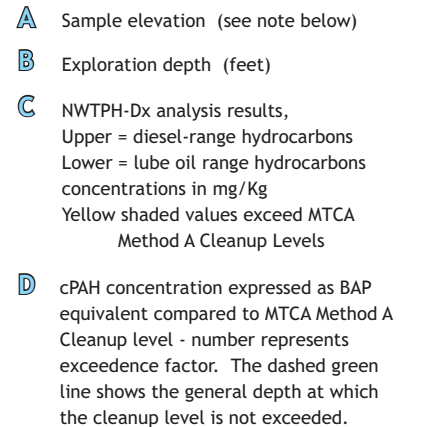 A Sample elevation (see note below)
B Exploration depth (feet)
C NWTPH-Dx analysis results,
Upper = diesel-range hydrocarbons
Lower = lube oil range hydrocarbons
concentrations in mg/Kg
Yellow shaded values exceed MTCA
Method A Cleanup Levels
D cPAH concentration expressed as BAP
equivalent compared to MTCA Method A
Cleanup level - number represents
exceedence factor. The dashed green
line shows the general depth at which
the cleanup level is not exceeded.